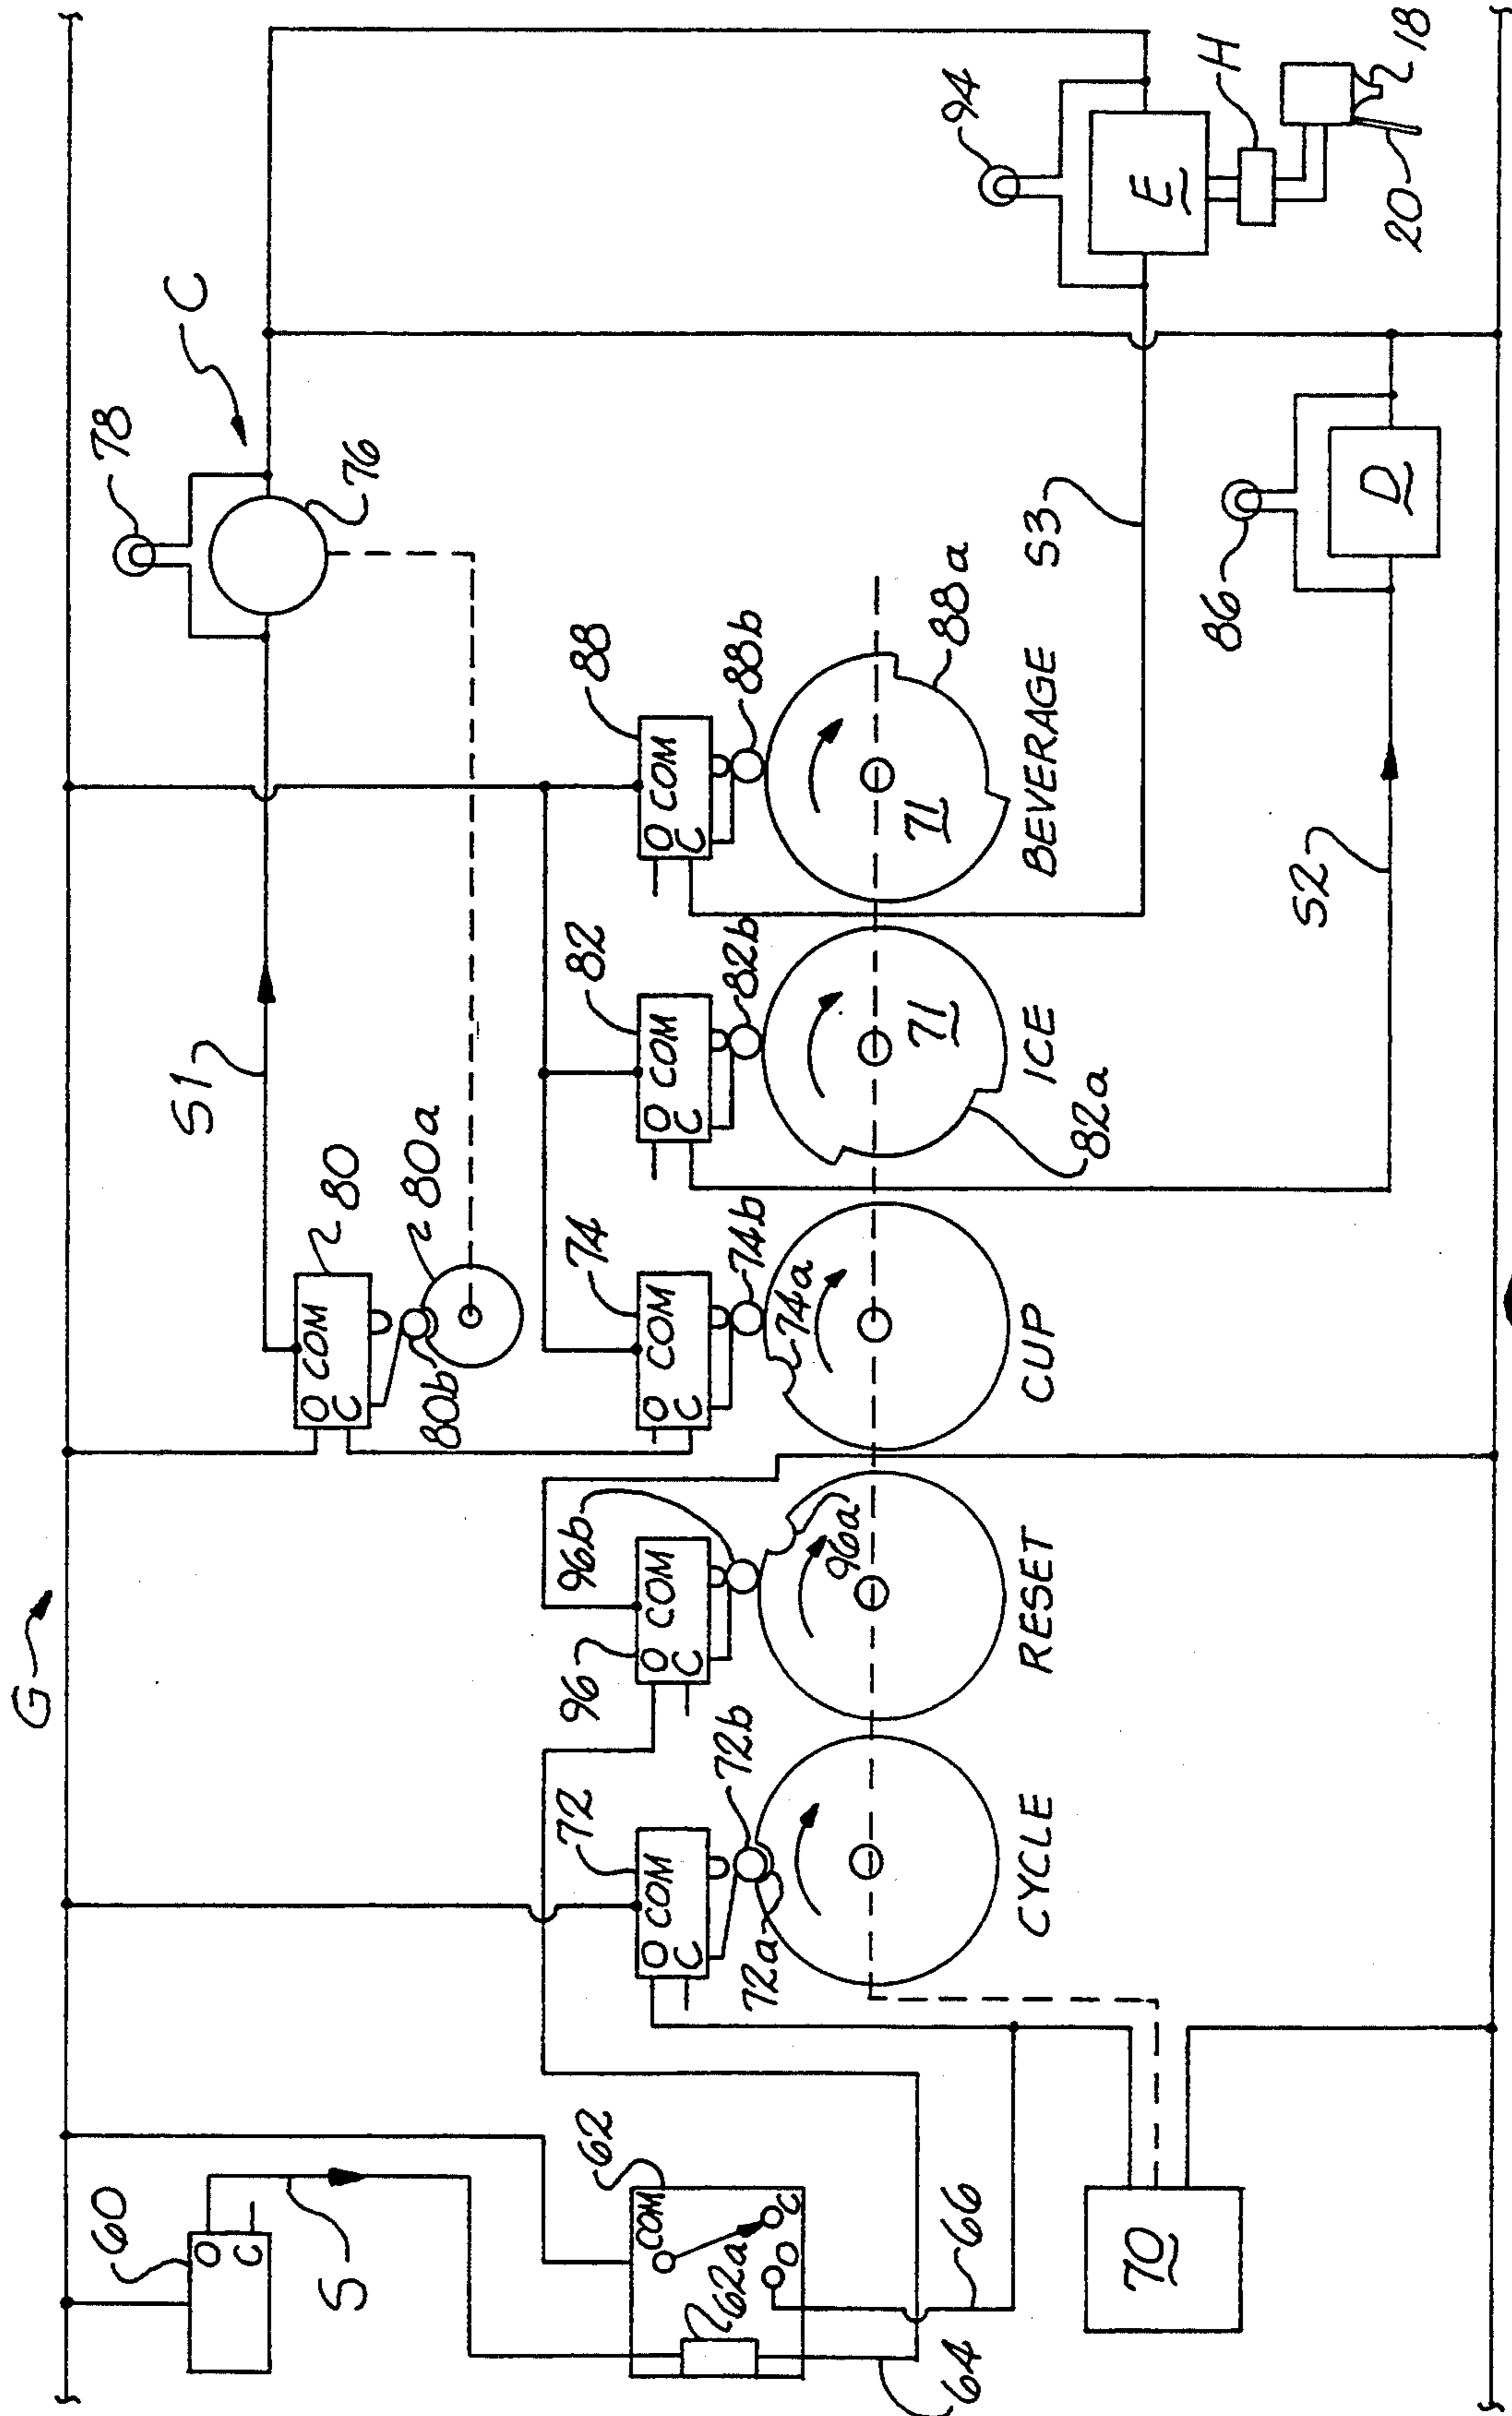 G
C
78
76
S1
80
O COM
C
80a
80b
94
E
H
18
20
88
O COM
C
88b
88a
71
BEVERAGE
S3
82
O COM
C
82b
71
82a
ICE
S2
86
D
74
O COM
C
74b
74a
CUP
96b
96
O COM
C
96a
RESET
72
O COM
C
72b
72a
CYCLE
60
O
C
S
62
COM
C
O
62a
64
66
70